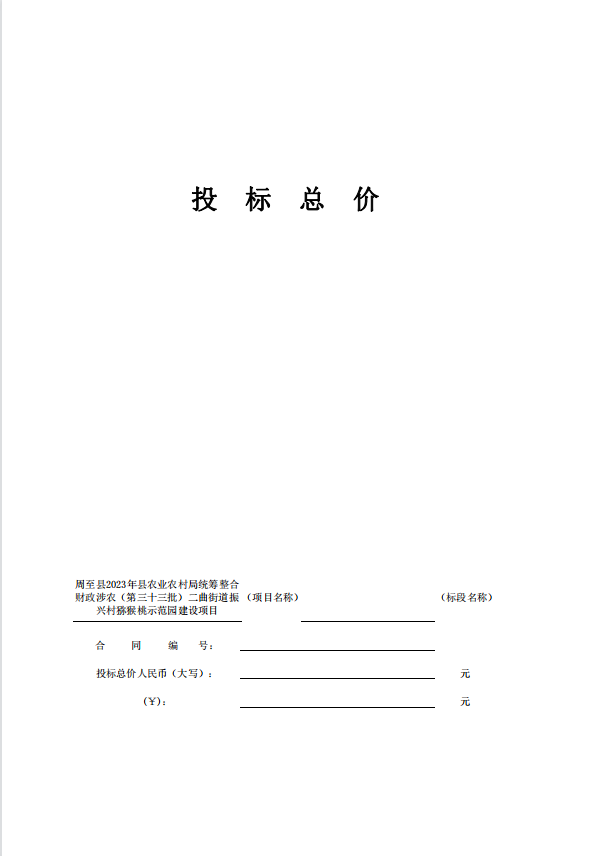 投标总价
周至县2023年县农业农村局统筹整合
财政涉农（第三十三批）二曲街道振（项目名称） （标段名称）
兴村猕猴桃示范园建设项目
合同编号：
投标总价人民币（大写）： 元
(￥)： 元